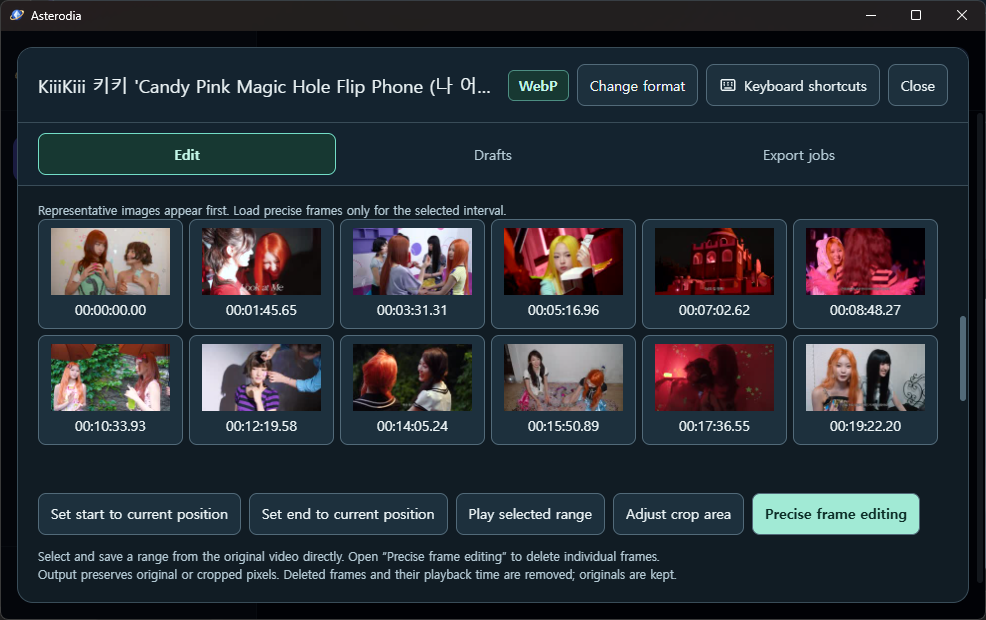 Asterodia
KiiiKiii 키키 'Candy Pink Magic Hole Flip Phone (나 어...
WebP
Change format
Keyboard shortcuts
Close
Edit
Drafts
Export jobs
Representative images appear first. Load precise frames only for the selected interval.
Look at Me
00:00:00.00
00:01:45.65
00:03:31.31
00:05:16.96
00:07:02.62
00:08:48.27
00:10:33.93
00:12:19.58
00:14:05.24
00:15:50.89
00:17:36.55
00:19:22.20
Set start to current position
Set end to current position
Play selected range
Adjust crop area
Precise frame editing
Select and save a range from the original video directly. Open "Precise frame editing" to delete individual frames.
Output preserves original or cropped pixels. Deleted frames and their playback time are removed; originals are kept.